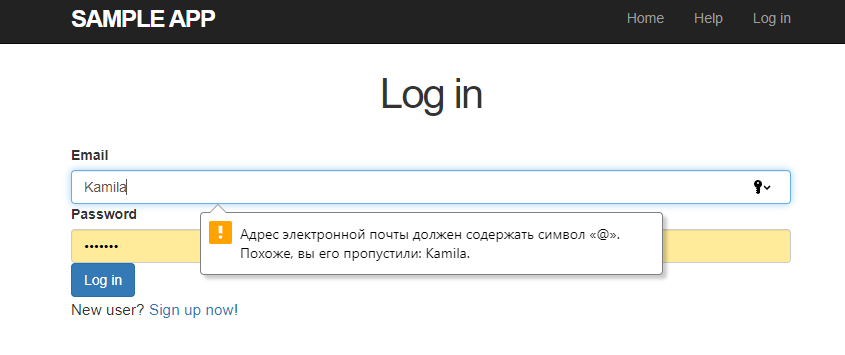 SAMPLE APP Home Help Log in
Log in
Email
Kamila
Password
Адрес электронной почты должен содержать символ «@».
Похоже, вы его пропустили: Kamila.
•••••••
Log in
New user? Sign up now!